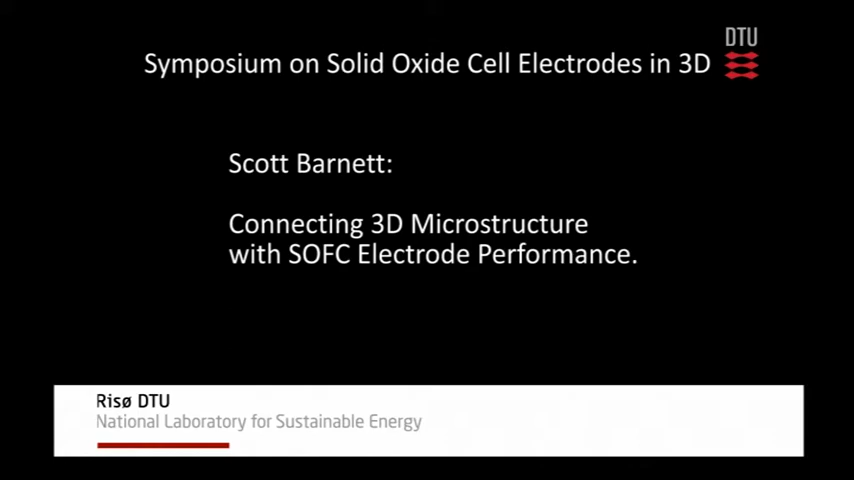 DTU
Symposium on Solid Oxide Cell Electrodes in 3D
Scott Barnett:
Connecting 3D Microstructure
with SOFC Electrode Performance.
Risø DTU
National Laboratory for Sustainable Energy